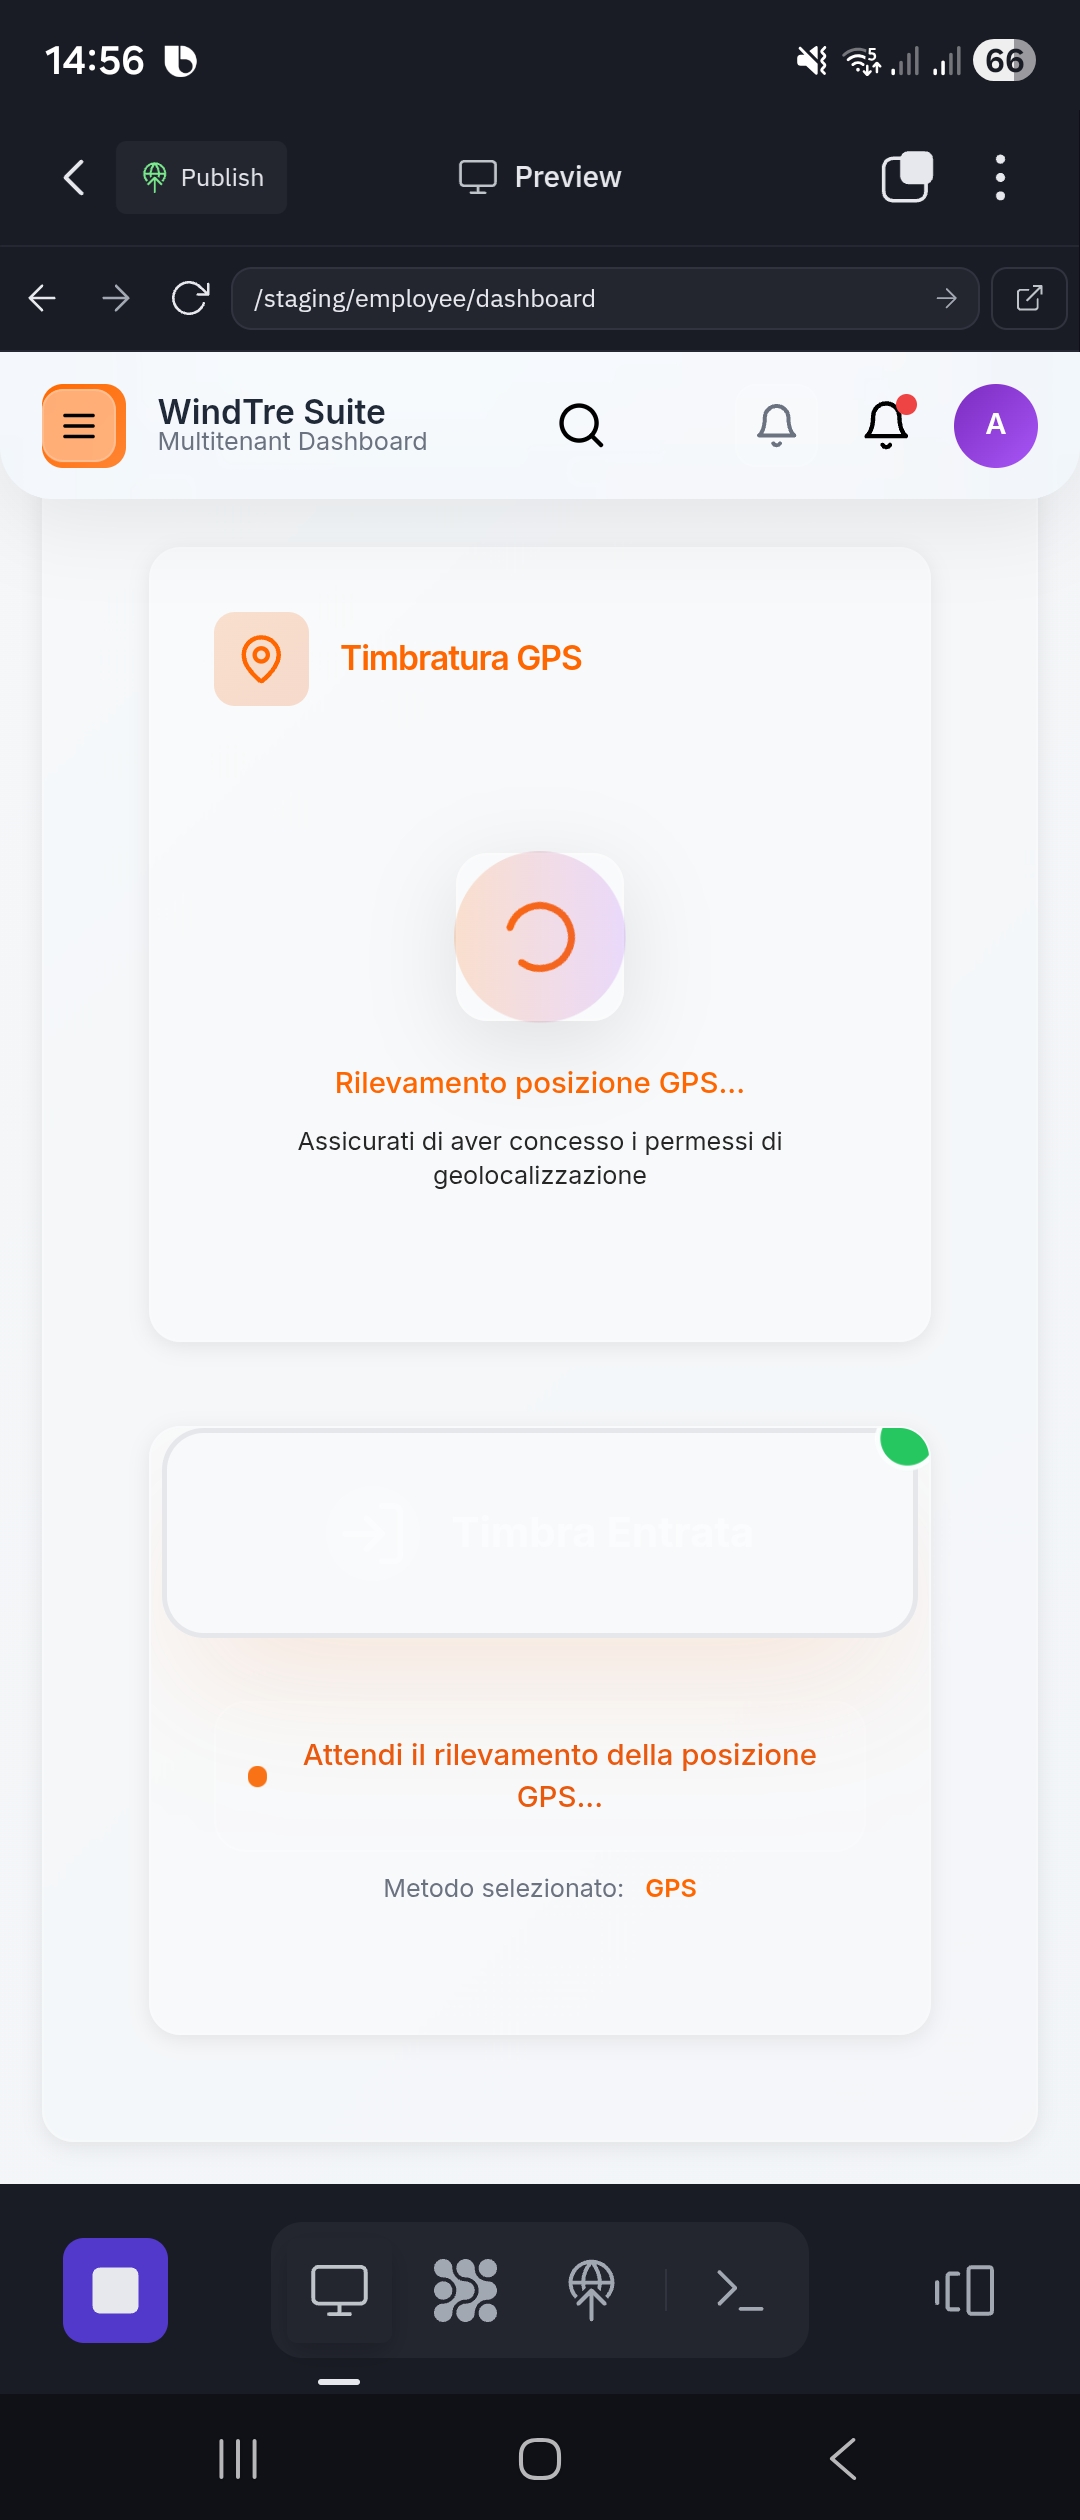 14:56
5
66
Publish
Preview
/staging/employee/dashboard
WindTre Suite
Multitenant Dashboard
A
Timbratura GPS
Rilevamento posizione GPS...
Assicurati di aver concesso i permessi di
geolocalizzazione
Timbra Entrata
Attendi il rilevamento della posizione
GPS...
Metodo selezionato: GPS